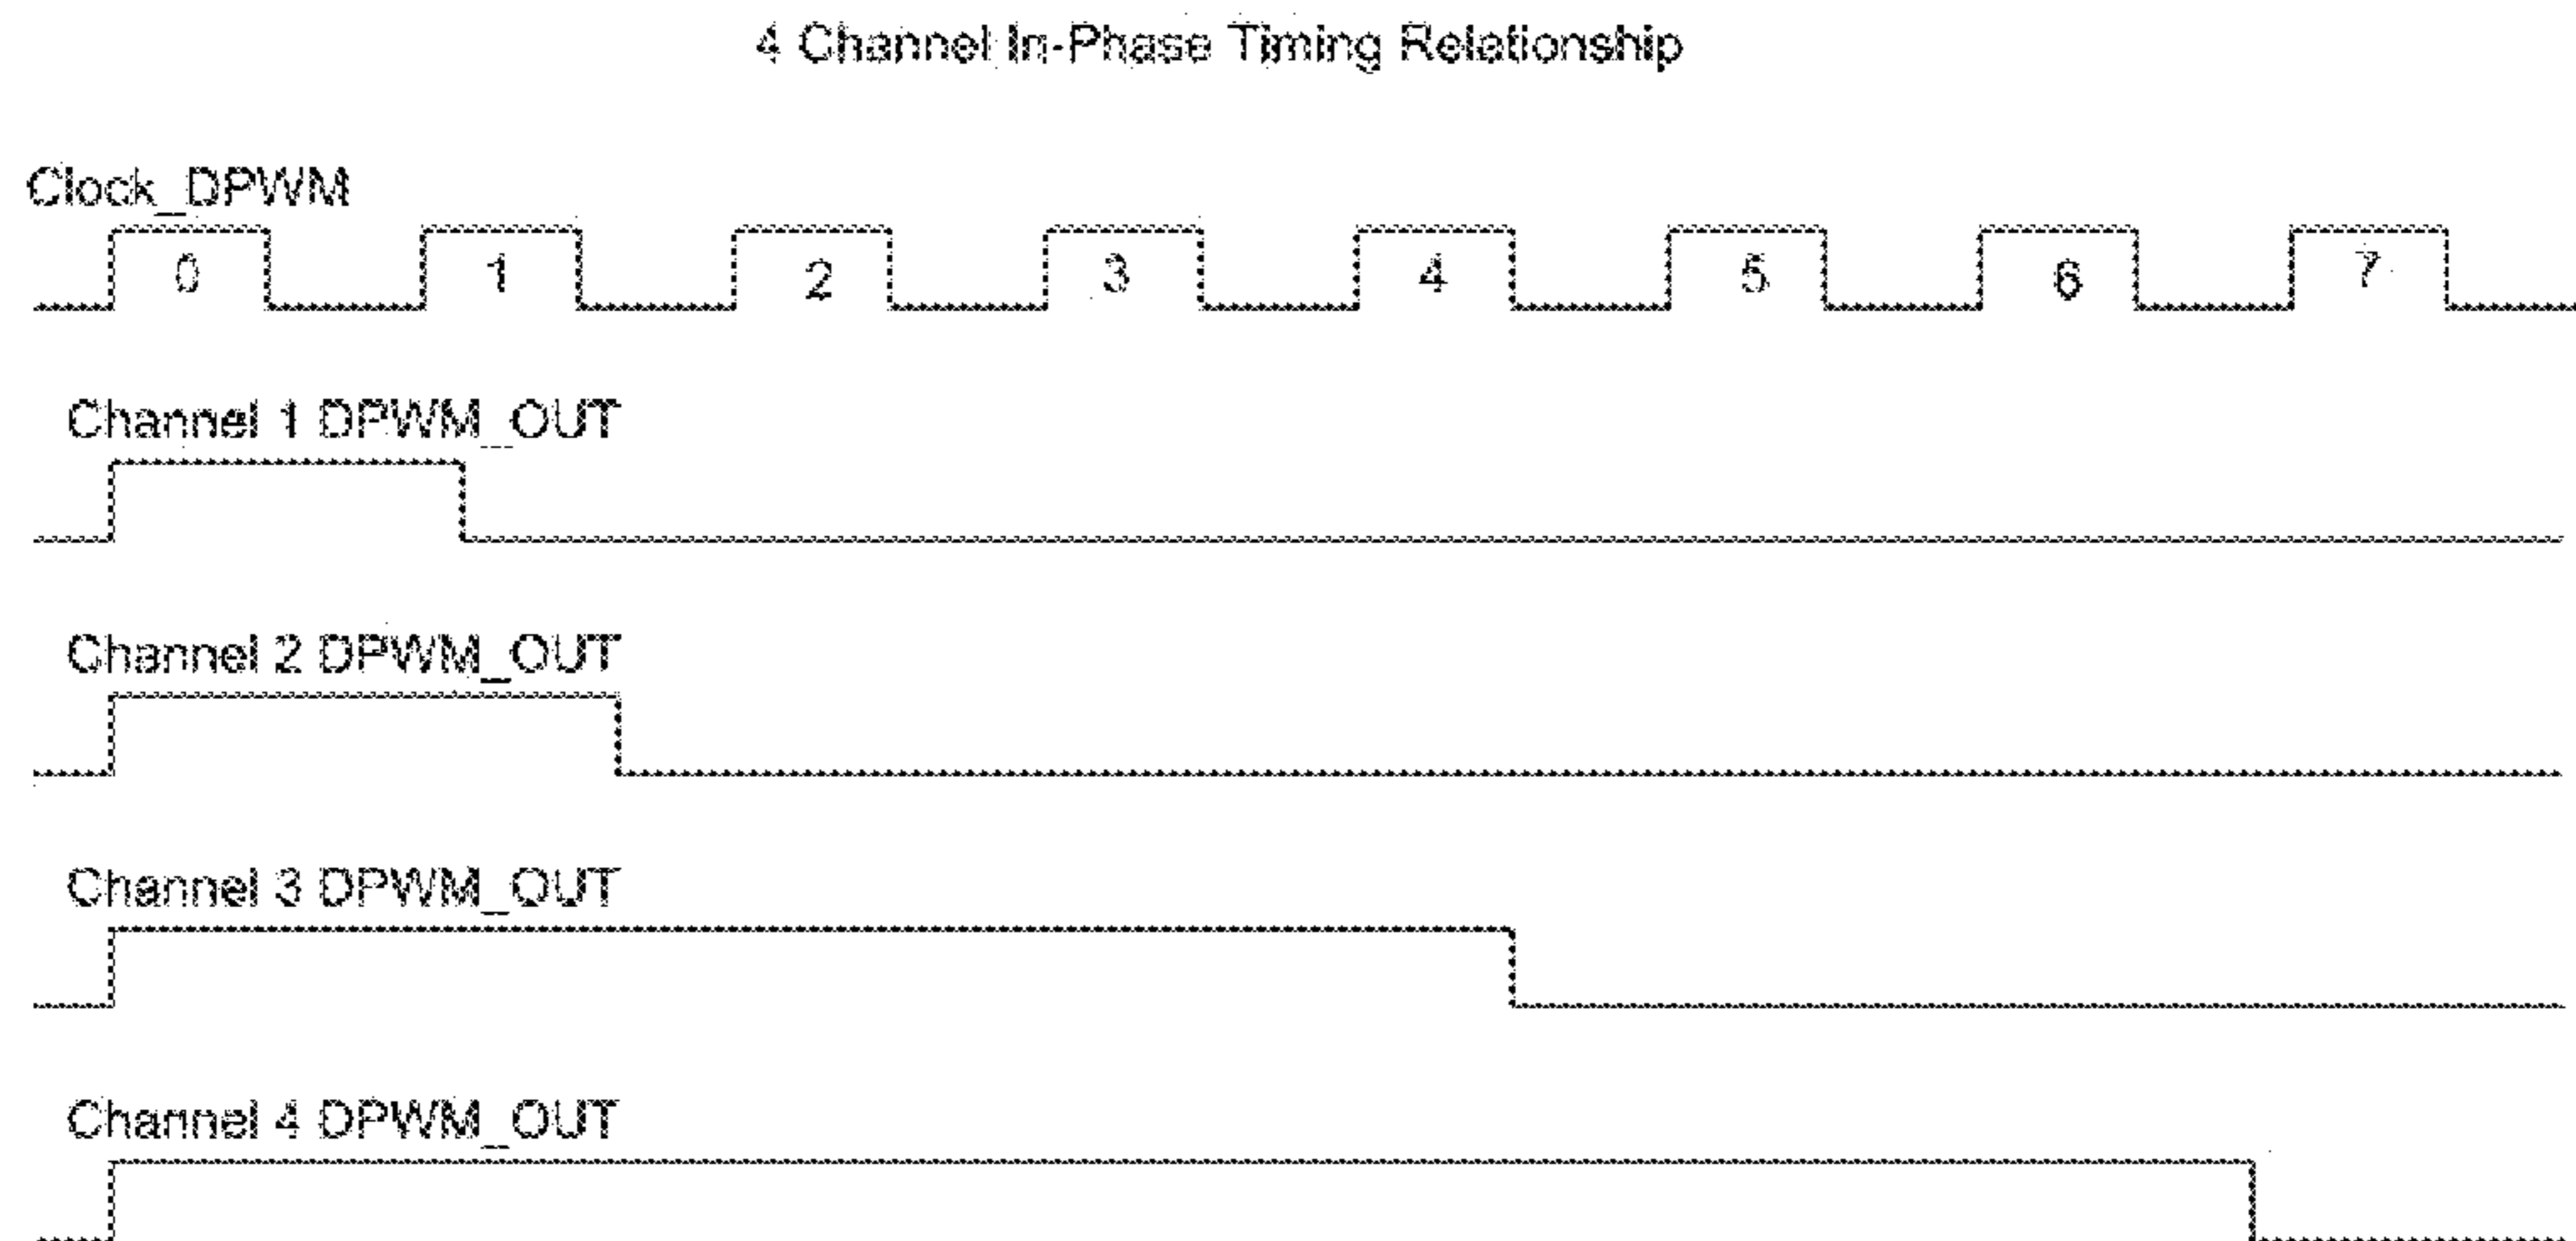 4 Channel In-Phase Timing Relationship
Clock_DPWM
0 1 2 3 4 5 6 7
Channel 1 DPWM_OUT
Channel 2 DPWM_OUT
Channel 3 DPWM_OUT
Channel 4 DPWM_OUT